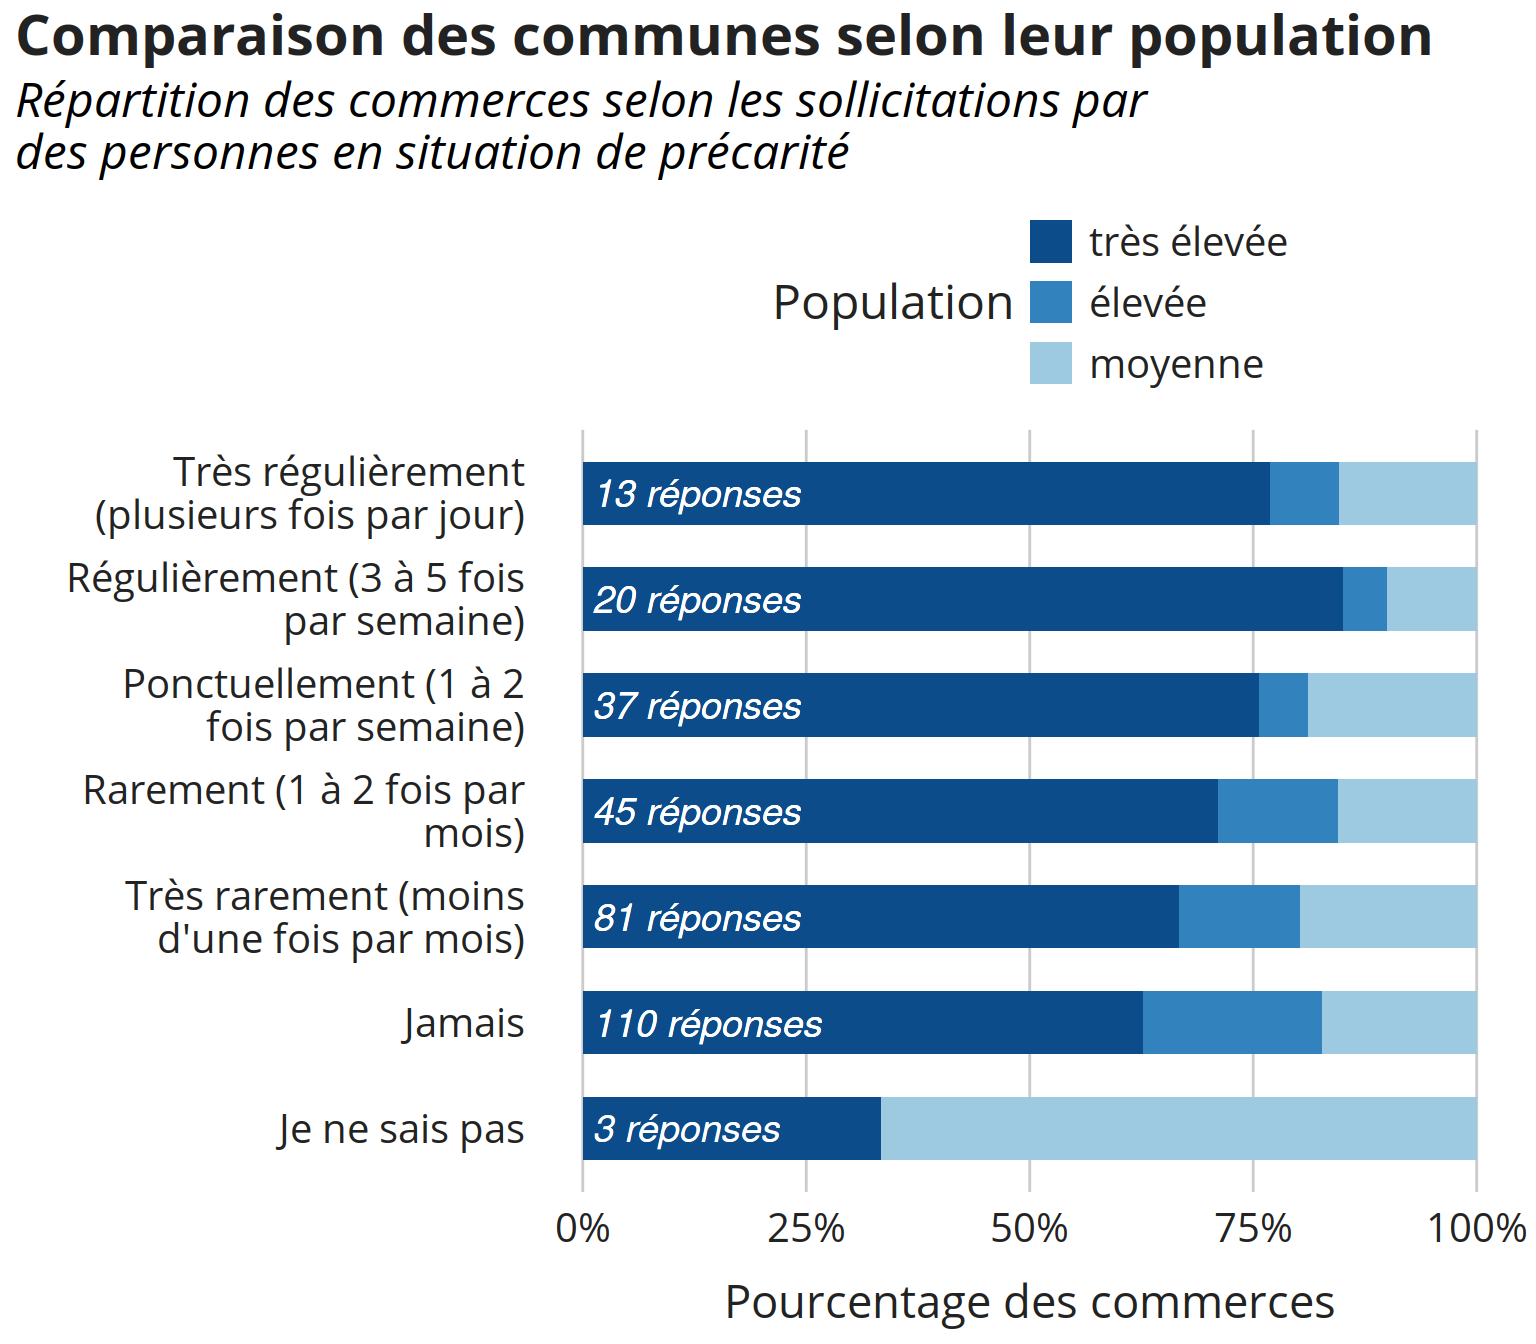 Comparaison des communes selon leur population
Répartition des commerces selon les sollicitations par
des personnes en situation de précarité
Population
très élevée
élevée
moyenne
Très régulièrement
(plusieurs fois par jour)
13 réponses
Régulièrement (3 à 5 fois
par semaine)
20 réponses
Ponctuellement (1 à 2
fois par semaine)
37 réponses
Rarement (1 à 2 fois par
mois)
45 réponses
Très rarement (moins
d'une fois par mois)
81 réponses
Jamais
110 réponses
Je ne sais pas
3 réponses
0% 25% 50% 75% 100%
Pourcentage des commerces